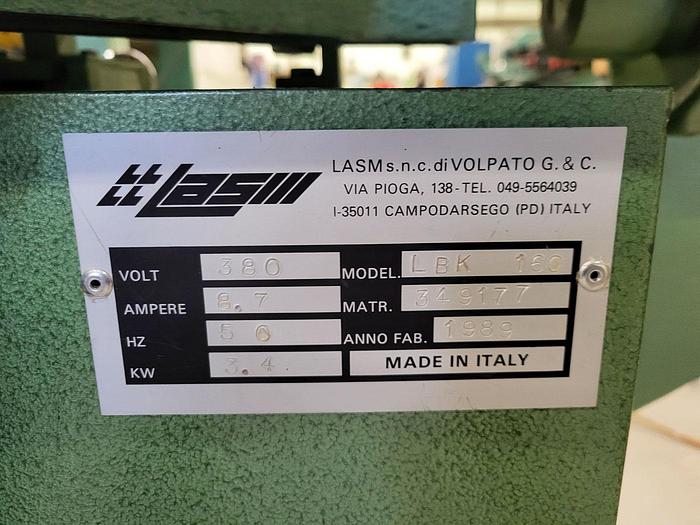 Lasm
LASM s.n.c. di VOLPATO G. & C.
VIA PIOGA, 138 - TEL. 049-5564039
I-35011 CAMPODARSEGO (PD) ITALY
VOLT 380 MODEL. LBK 160
AMPERE 8.7 MATR. 349177
HZ 50 ANNO FAB. 1989
KW 3.4 MADE IN ITALY